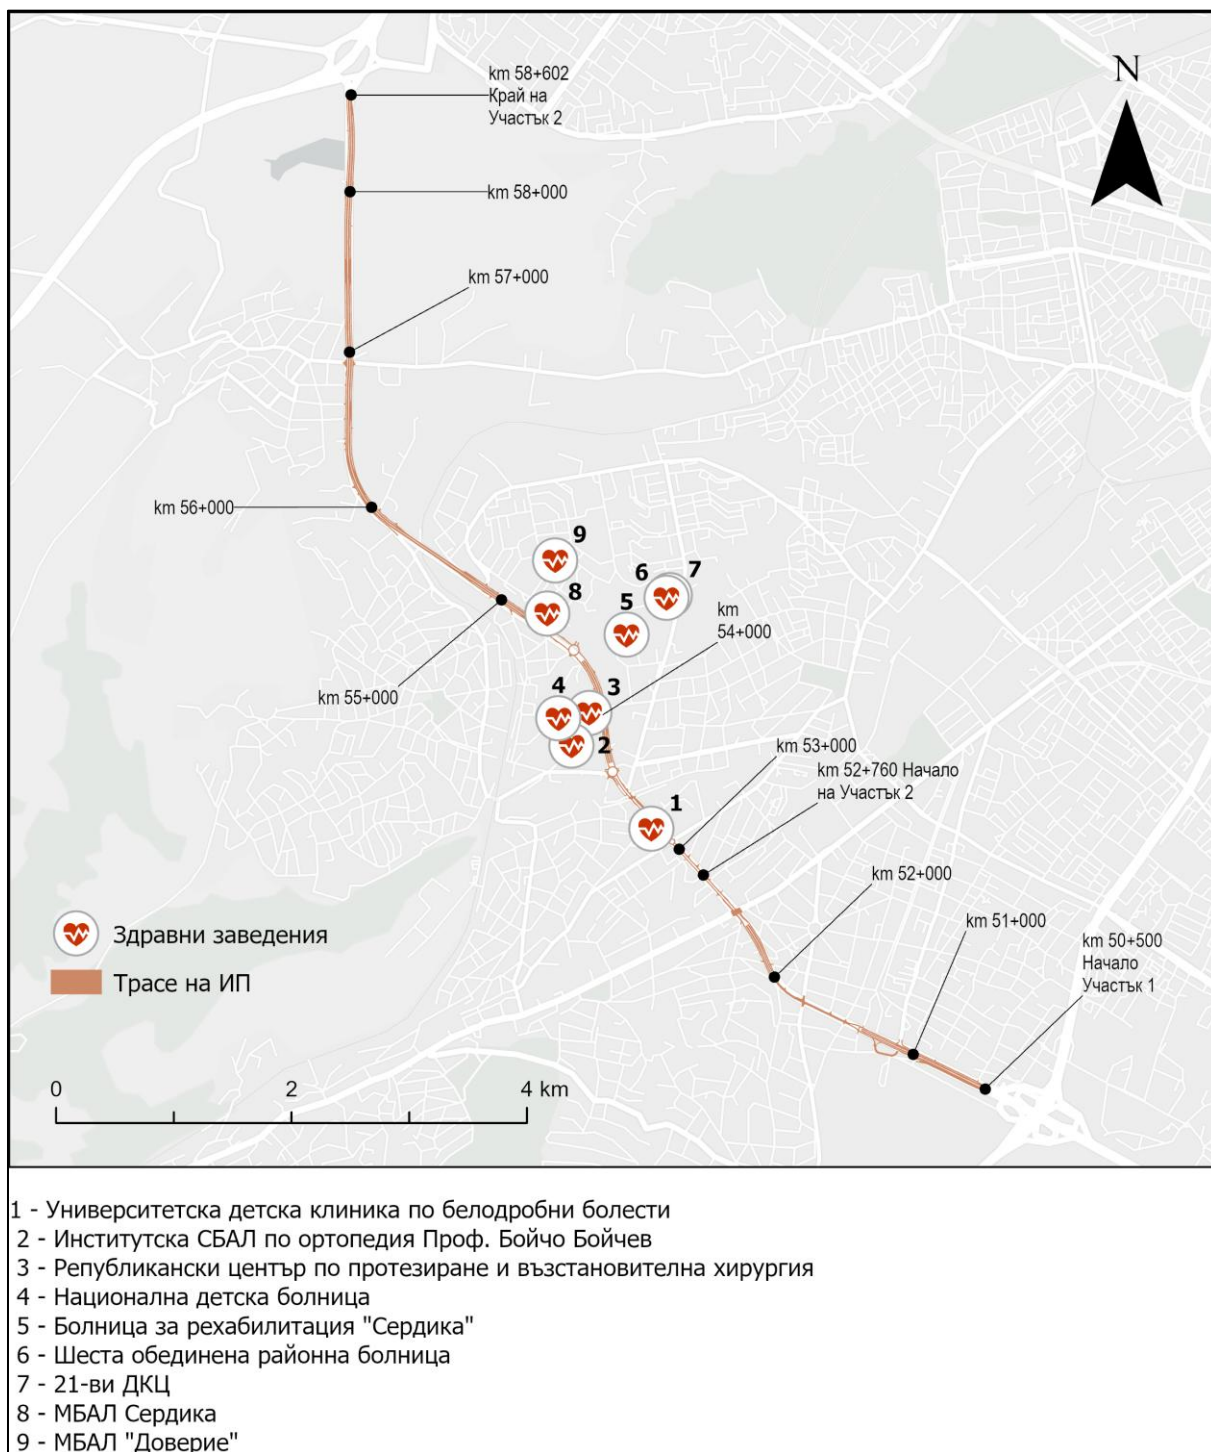 km 58+602
Край на
Участък 2
N
km 58+000
km 57+000
km 56+000
9
8
6
7
5
km
54+000
km 55+000
4
3
2
km 53+000
km 52+760 Начало
на Участък 2
1
km 52+000
km 51+000
km 50+500
Начало
Участък 1
Здравни заведения
Трасе на ИП
0 2 4 km
1 - Университетска детска клиника по белодробни болести
2 - Институтска СБАЛ по ортопедия Проф. Бойчо Бойчев
3 - Републикански център по протезиране и възстановителна хирургия
4 - Национална детска болница
5 - Болница за рехабилитация "Сердика"
6 - Шеста обединена районна болница
7 - 21-ви ДКЦ
8 - МБАЛ Сердика
9 - МБАЛ "Доверие"